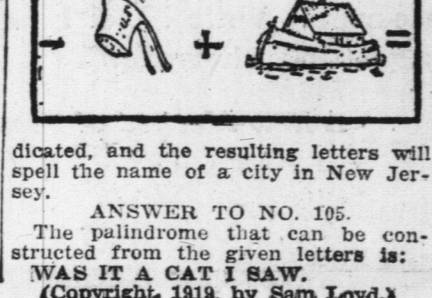 - + =
dicated, and the resulting letters will
spell the name of a city in New Jer-
sey.
ANSWER TO NO. 105.
The palindrome that can be con-
structed from the given letters is:
WAS IT A CAT I SAW.
(Copyright, 1919, by Sam Loyd.)